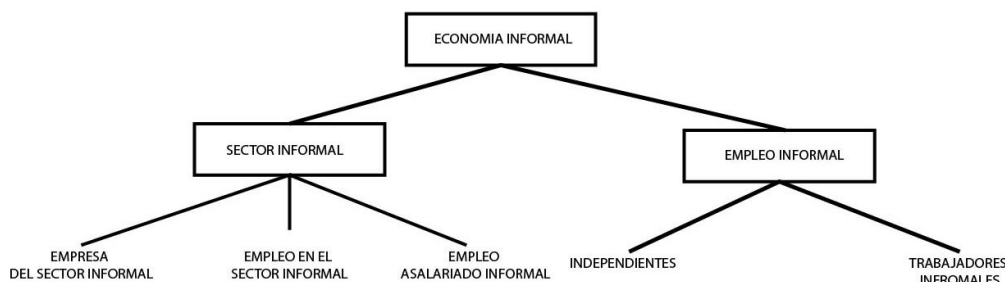 ECONOMIA INFORMAL
SECTOR INFORMAL
EMPLEO INFORMAL
EMPRESA
DEL SECTOR INFORMAL
EMPLEO EN EL
SECTOR INFORMAL
EMPLEO
ASALARIADO INFORMAL
INDEPENDIENTES
TRABAJADORES
INFROMALES